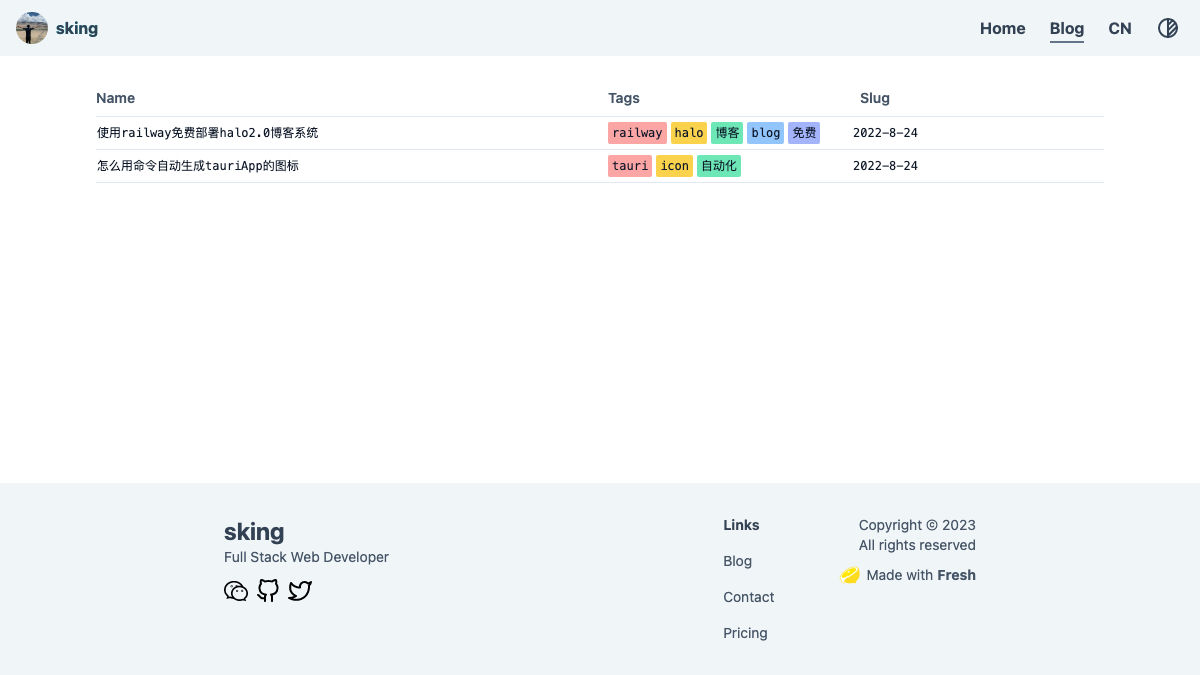 sking Home Blog CN
Name Tags Slug
使用railway免费部署halo2.0博客系统 railway halo 博客 blog 免费 2022-8-24
怎么用命令自动生成tauriApp的图标 tauri icon 自动化 2022-8-24
sking
Full Stack Web Developer
Links
Blog
Contact
Pricing
Copyright © 2023
All rights reserved
Made with Fresh